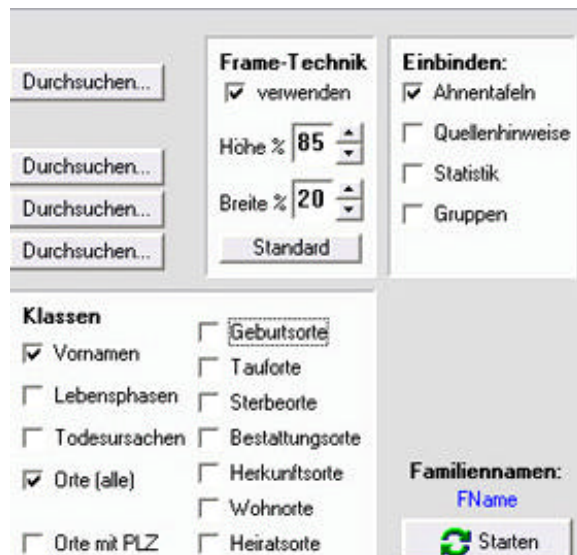 Durchsuchen...
Durchsuchen...
Durchsuchen...
Durchsuchen...
Frame-Technik
verwenden
Höhe % 85
Breite % 20
Standard
Einbinden:
Ahnentafeln
Quellenhinweise
Statistik
Gruppen
Klassen
Vornamen
Lebensphasen
Todesursachen
Orte (alle)
Orte mit PLZ
Geburtsorte
Tauforte
Sterbeorte
Bestattungsorte
Herkunftsorte
Wohnorte
Heiratsorte
Familiennamen:
FName
Starten